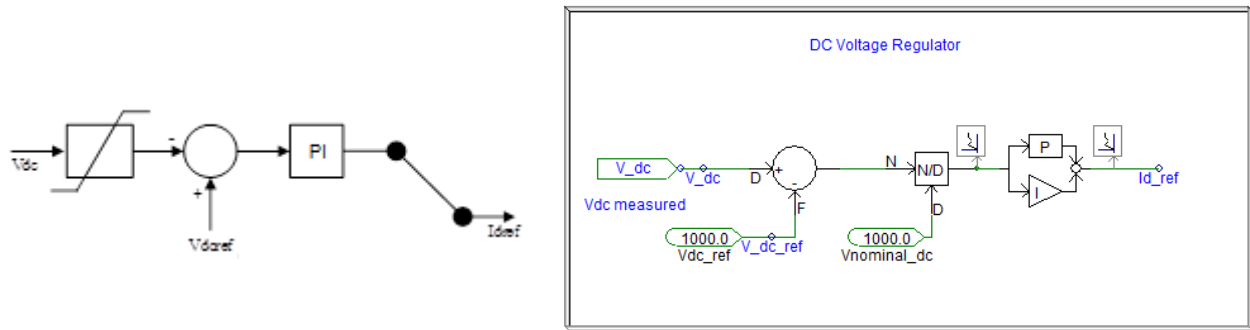 Vdc
-
+
Vdcref
PI
Idref
DC Voltage Regulator
V_dc
V_dc
Vdc measured
D
+
-
F
1000.0
Vdc_ref
V_dc_ref
N
N/D
D
1000.0
Vnominal_dc
P
I
Id_ref